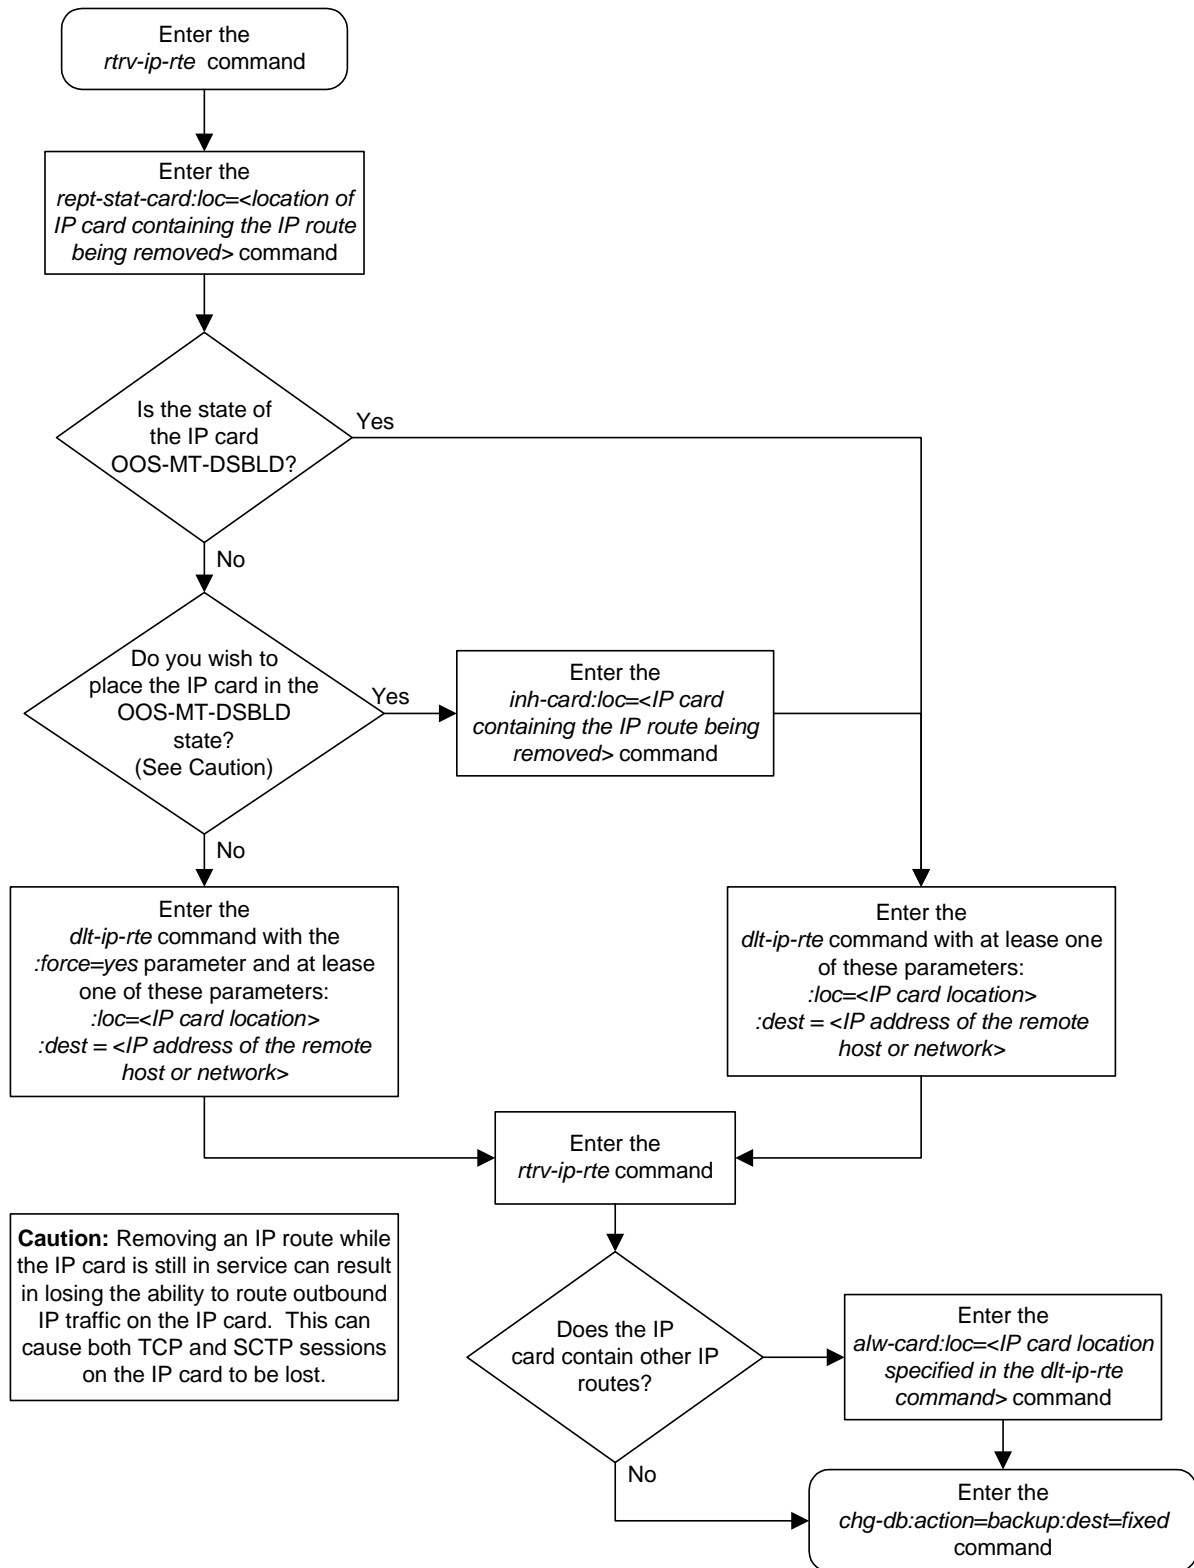 Enter the
rtrv-ip-rte command
Enter the
rept-stat-card:loc=<location of
IP card containing the IP route
being removed> command
Is the state of
the IP card
OOS-MT-DSBLD?
Yes
No
Do you wish to
place the IP card in the
OOS-MT-DSBLD
state?
(See Caution)
Yes
Enter the
inh-card:loc=<IP card
containing the IP route being
removed> command
No
Enter the
dlt-ip-rte command with the
:force=yes parameter and at lease
one of these parameters:
:loc=<IP card location>
:dest = <IP address of the remote
host or network>
Enter the
dlt-ip-rte command with at lease one
of these parameters:
:loc=<IP card location>
:dest = <IP address of the remote
host or network>
Enter the
rtrv-ip-rte command
Caution: Removing an IP route while
the IP card is still in service can result
in losing the ability to route outbound
IP traffic on the IP card. This can
cause both TCP and SCTP sessions
on the IP card to be lost.
Does the IP
card contain other IP
routes?
Enter the
alw-card:loc=<IP card location
specified in the dlt-ip-rte
command> command
No
Enter the
chg-db:action=backup:dest=fixed
command